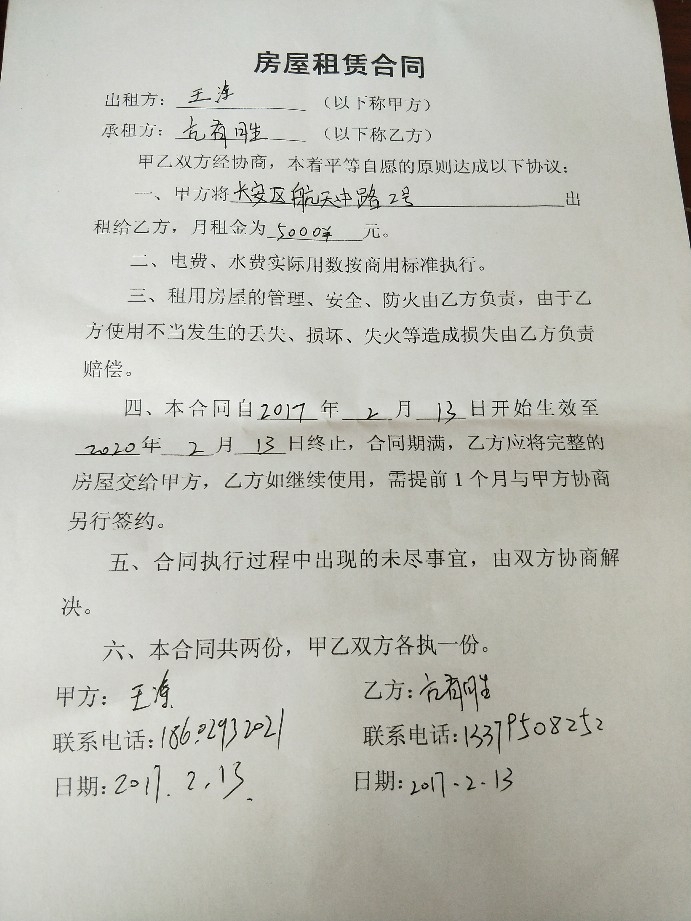 房屋租赁合同
出租方：王 （以下称甲方）
承租方： （以下称乙方）
甲乙双方经协商，本着平等自愿的原则达成以下协议：
一、甲方将长安区航天中路2号出
租给乙方，月租金为5000¥元。
二、电费、水费实际用数按商用标准执行。
三、租用房屋的管理、安全、防火由乙方负责，由于乙
方使用不当发生的丢失、损坏、失火等造成损失由乙方负责
赔偿。
四、本合同自2017年2月13日开始生效至
2020年2月13日终止，合同期满，乙方应将完整的
房屋交给甲方，乙方如继续使用，需提前1个月与甲方协商
另行签约。
五、合同执行过程中出现的未尽事宜，由双方协商解
决。
六、本合同共两份，甲乙双方各执一份。
甲方：王 乙方：
联系电话：18602932021 联系电话：13379508252
日期：2017.2.13. 日期：2017.2.13